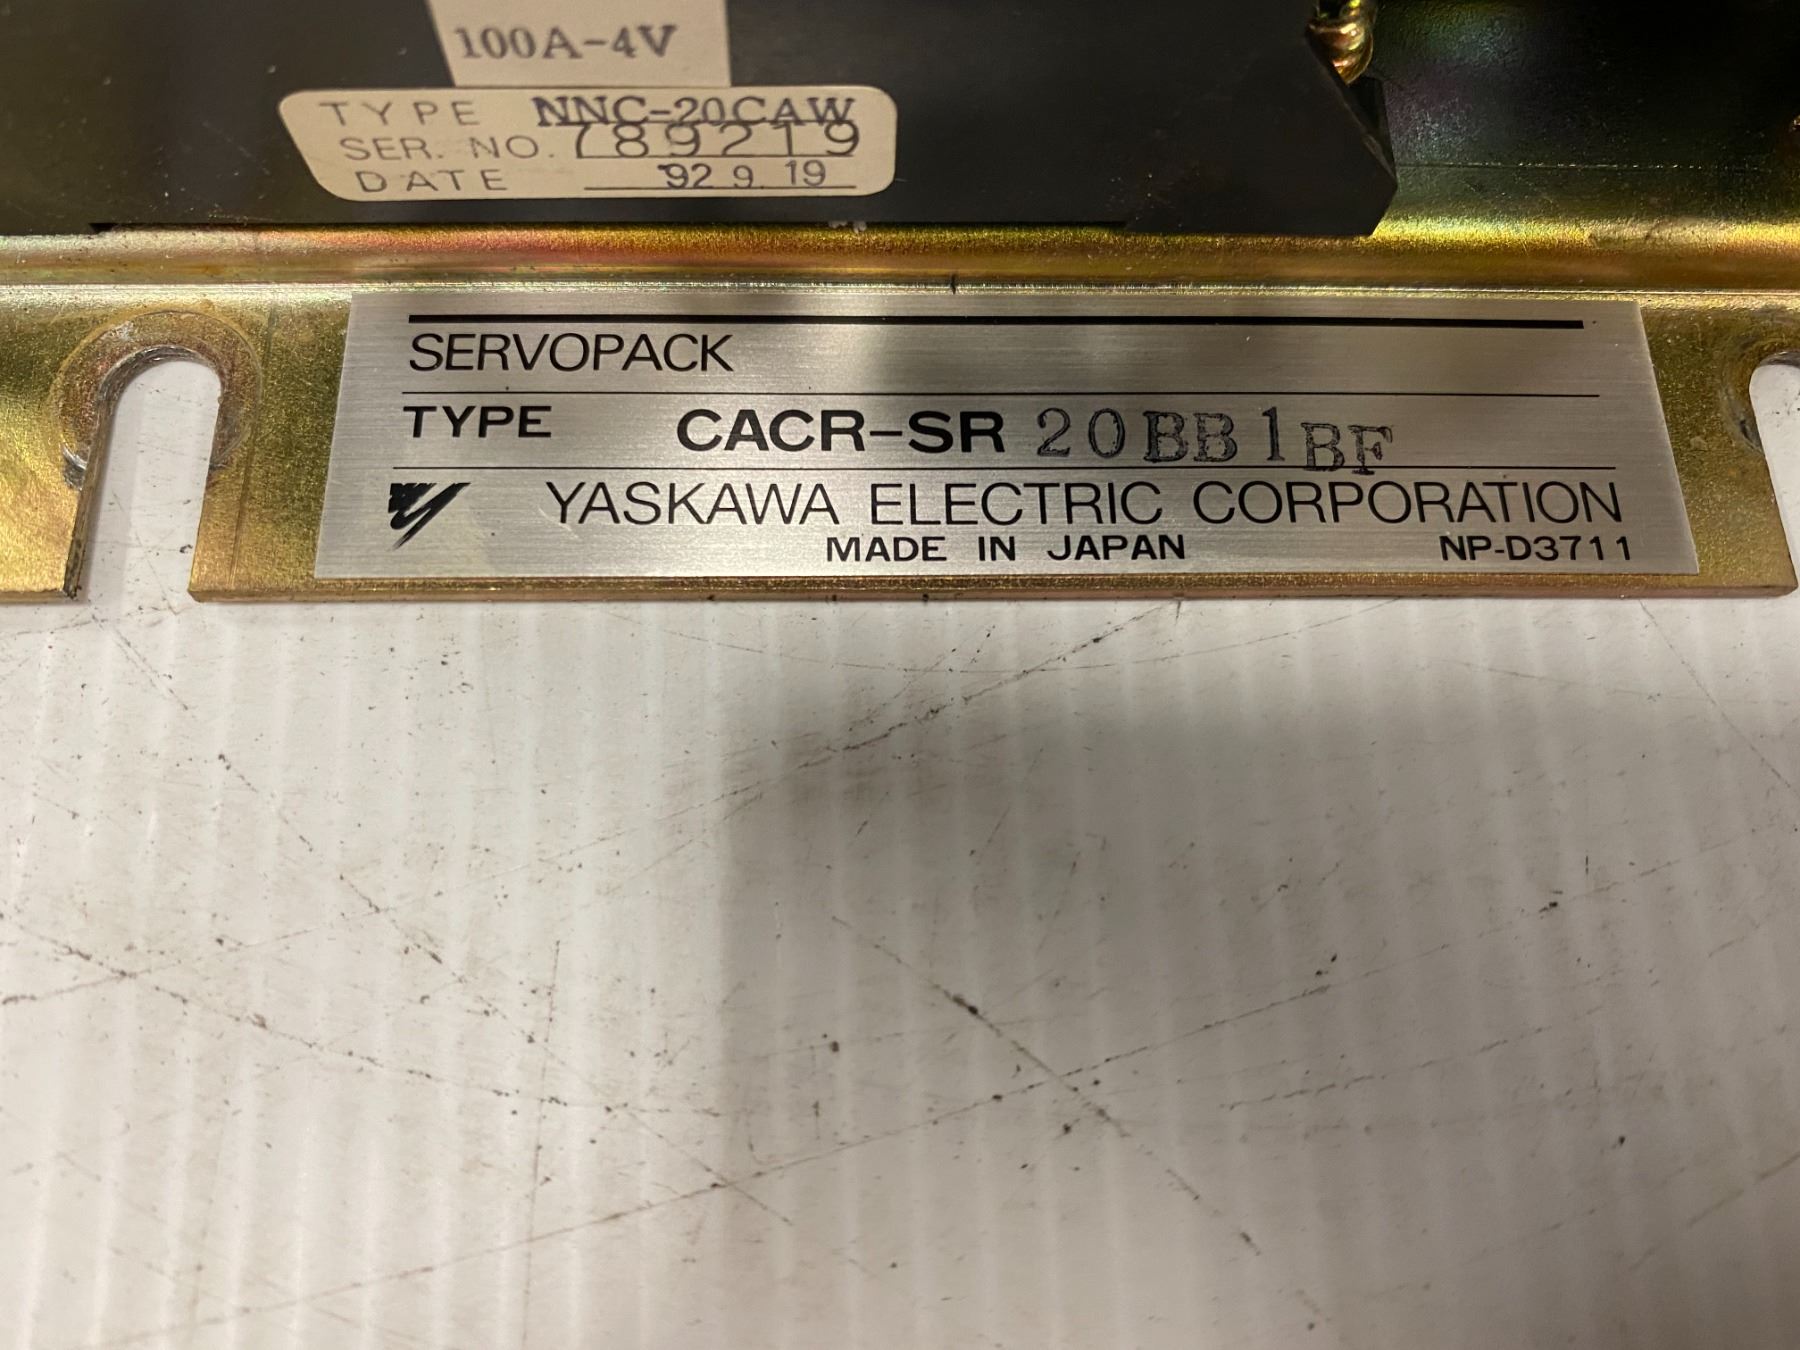 100A-4V
TYPE NNC-20CAW
SER. NO. 789219
DATE '92 9. 19
SERVOPACK
TYPE CACR-SR 20BB1BF
YASKAWA ELECTRIC CORPORATION
MADE IN JAPAN NP-D3711